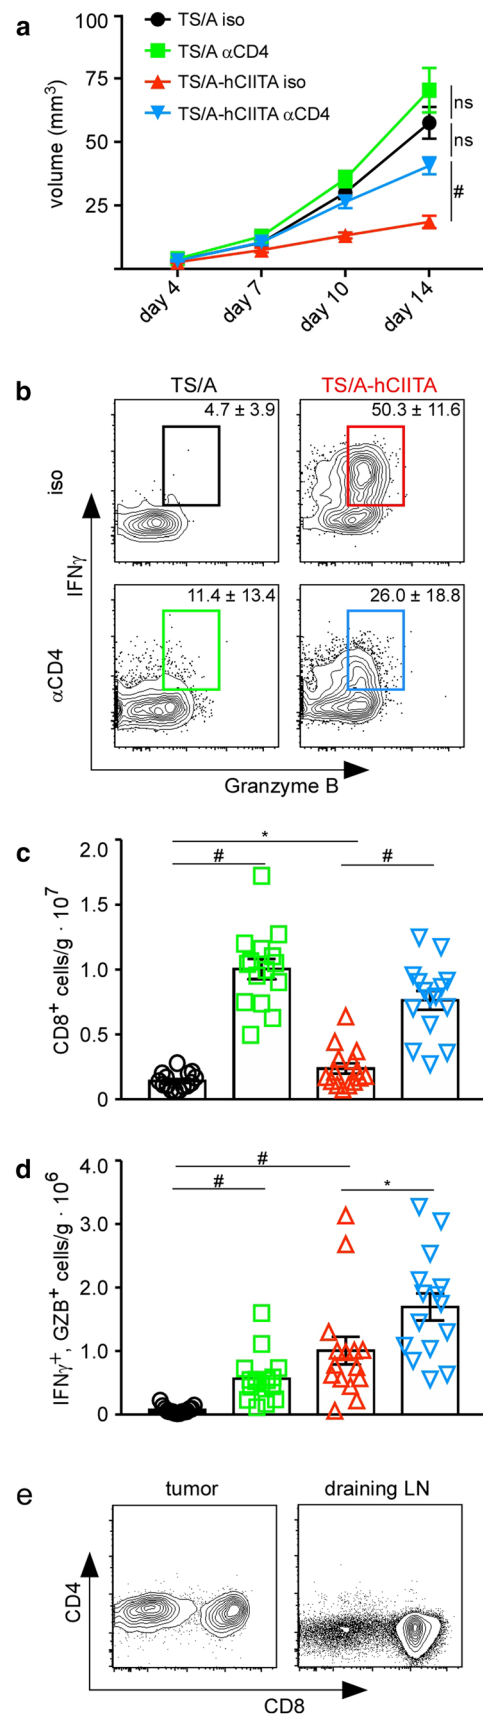 a
volume (mm3)
100
75
50
25
TS/A iso
TS/A αCD4
TS/A-hCIITA iso
TS/A-hCIITA αCD4
ns
ns
#
day 4
day 7
day 10
day 14
b
TS/A
TS/A-hCIITA
iso
4.7 ± 3.9
50.3 ± 11.6
IFNγ
αCD4
11.4 ± 13.4
26.0 ± 18.8
Granzyme B
c
CD8+ cells/g · 10⁷
2.0
1.5
1.0
0.5
0
*
#
#
d
IFNγ+, GZB+ cells/g · 10⁶
4.0
3.0
2.0
1.0
0
#
#
*
e
tumor
draining LN
CD4
CD8